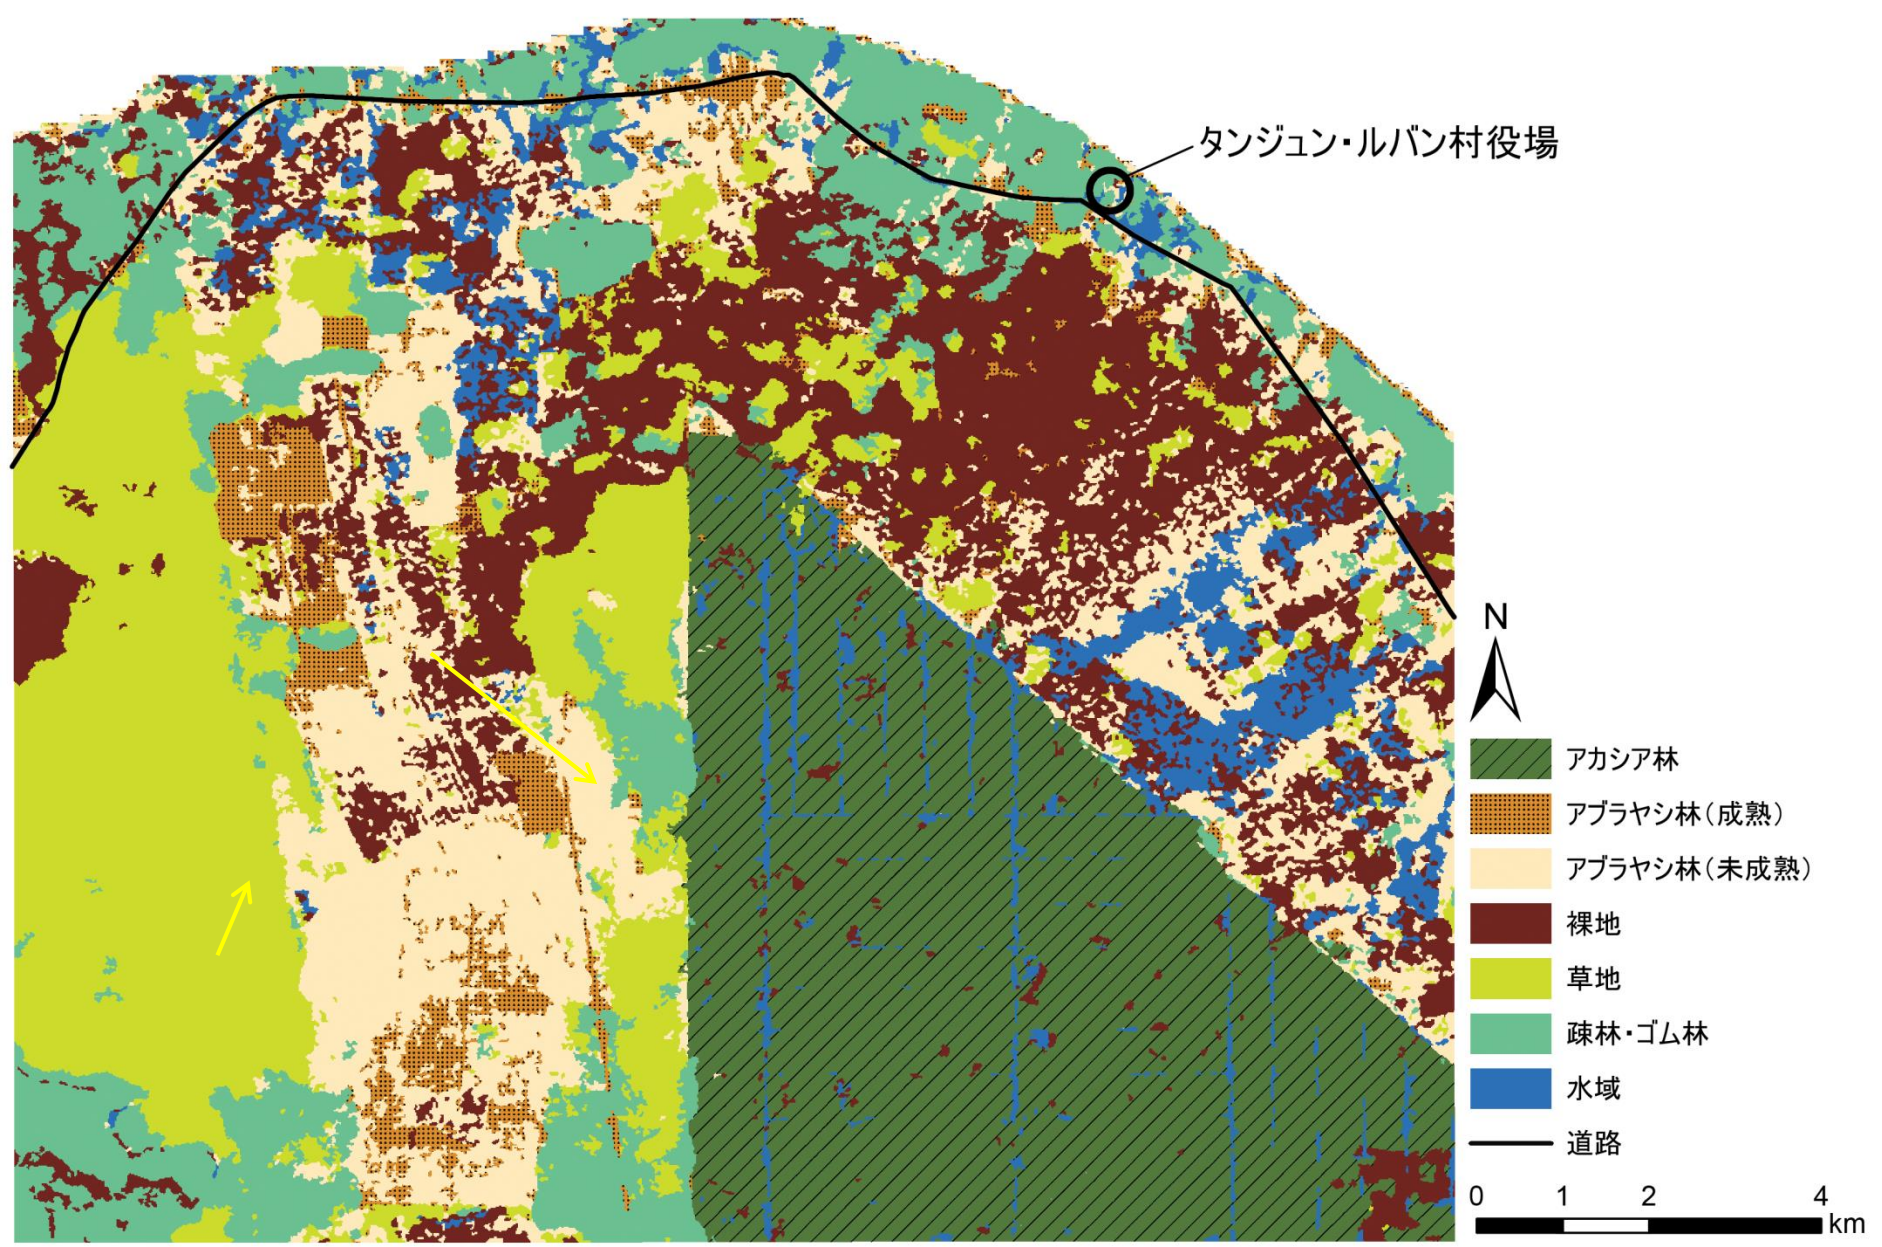 タンジュン・ルバン村役場
N
アカシア林
アブラヤシ林(成熟)
アブラヤシ林(未成熟)
裸地
草地
疎林・ゴム林
水域
道路
0 1 2 4
km